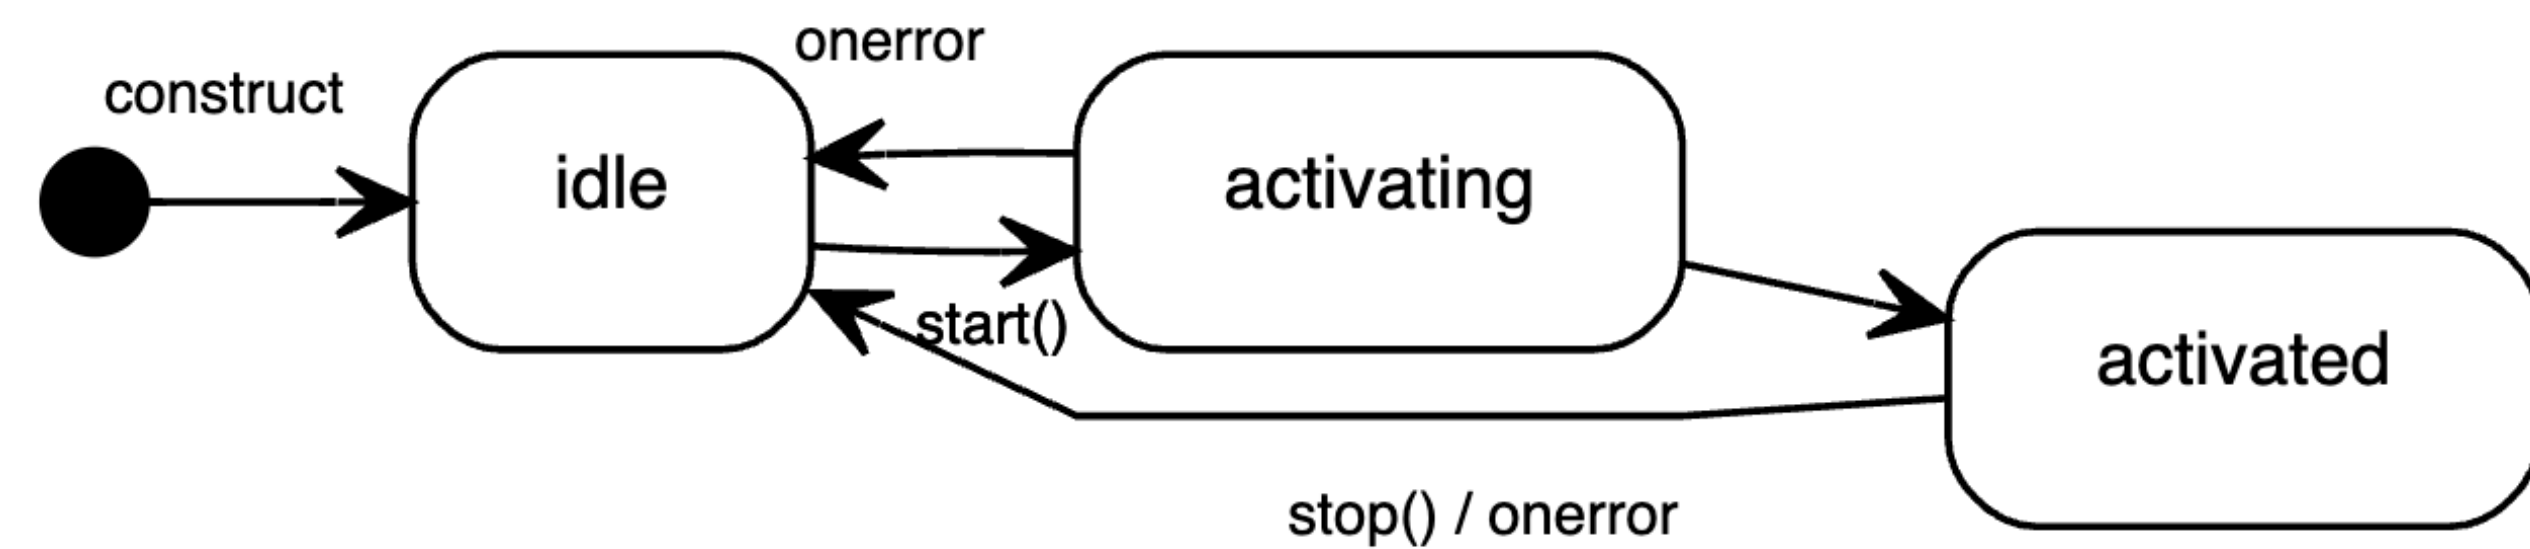 onerror
construct
idle
activating
start()
activated
stop() / onerror